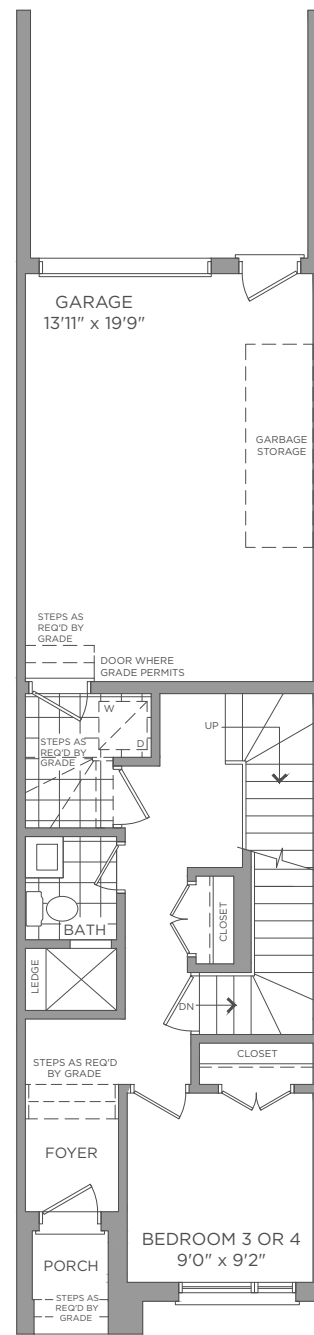 GARAGE
13'11" x 19'9"
GARBAGE
STORAGE
STEPS AS
REQ'D BY
GRADE
DOOR WHERE
GRADE PERMITS
W
D
STEPS AS
REQ'D BY
GRADE
UP
BATH
CLOSET
LEDGE
DN
CLOSET
STEPS AS REQ'D
BY GRADE
FOYER
BEDROOM 3 OR 4
9'0" x 9'2"
PORCH
STEPS AS
REQ'D BY
GRADE